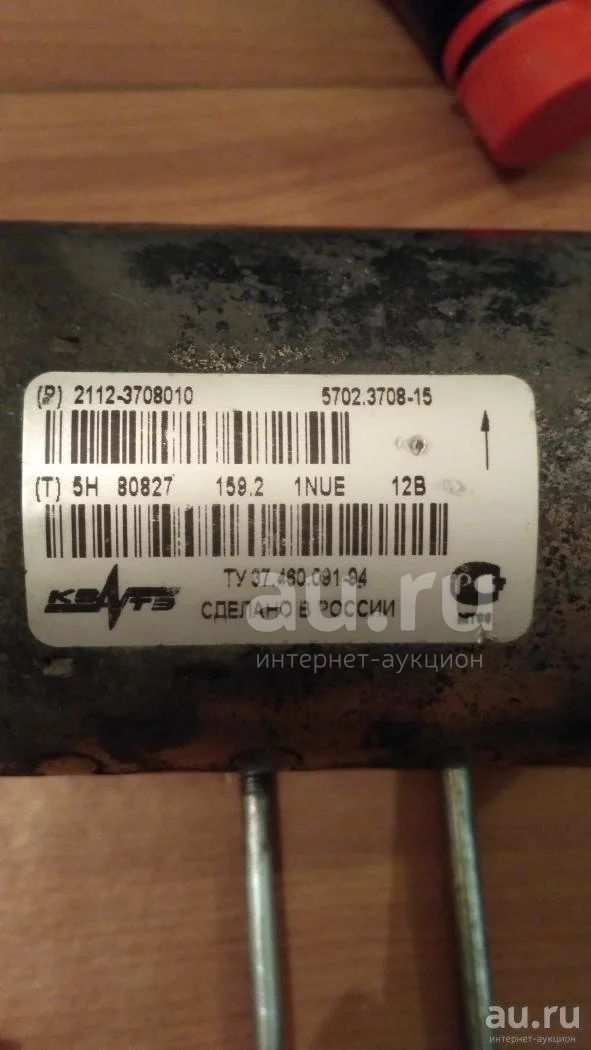 (P) 2112-3708010 5702.3708-15
(T) 5H 80827 159.2 1NUE 12В
ТУ 37.460.091-94
СДЕЛАНО В РОССИИ
au.ru
интернет-аукцион
au.ru
интернет-аукцион